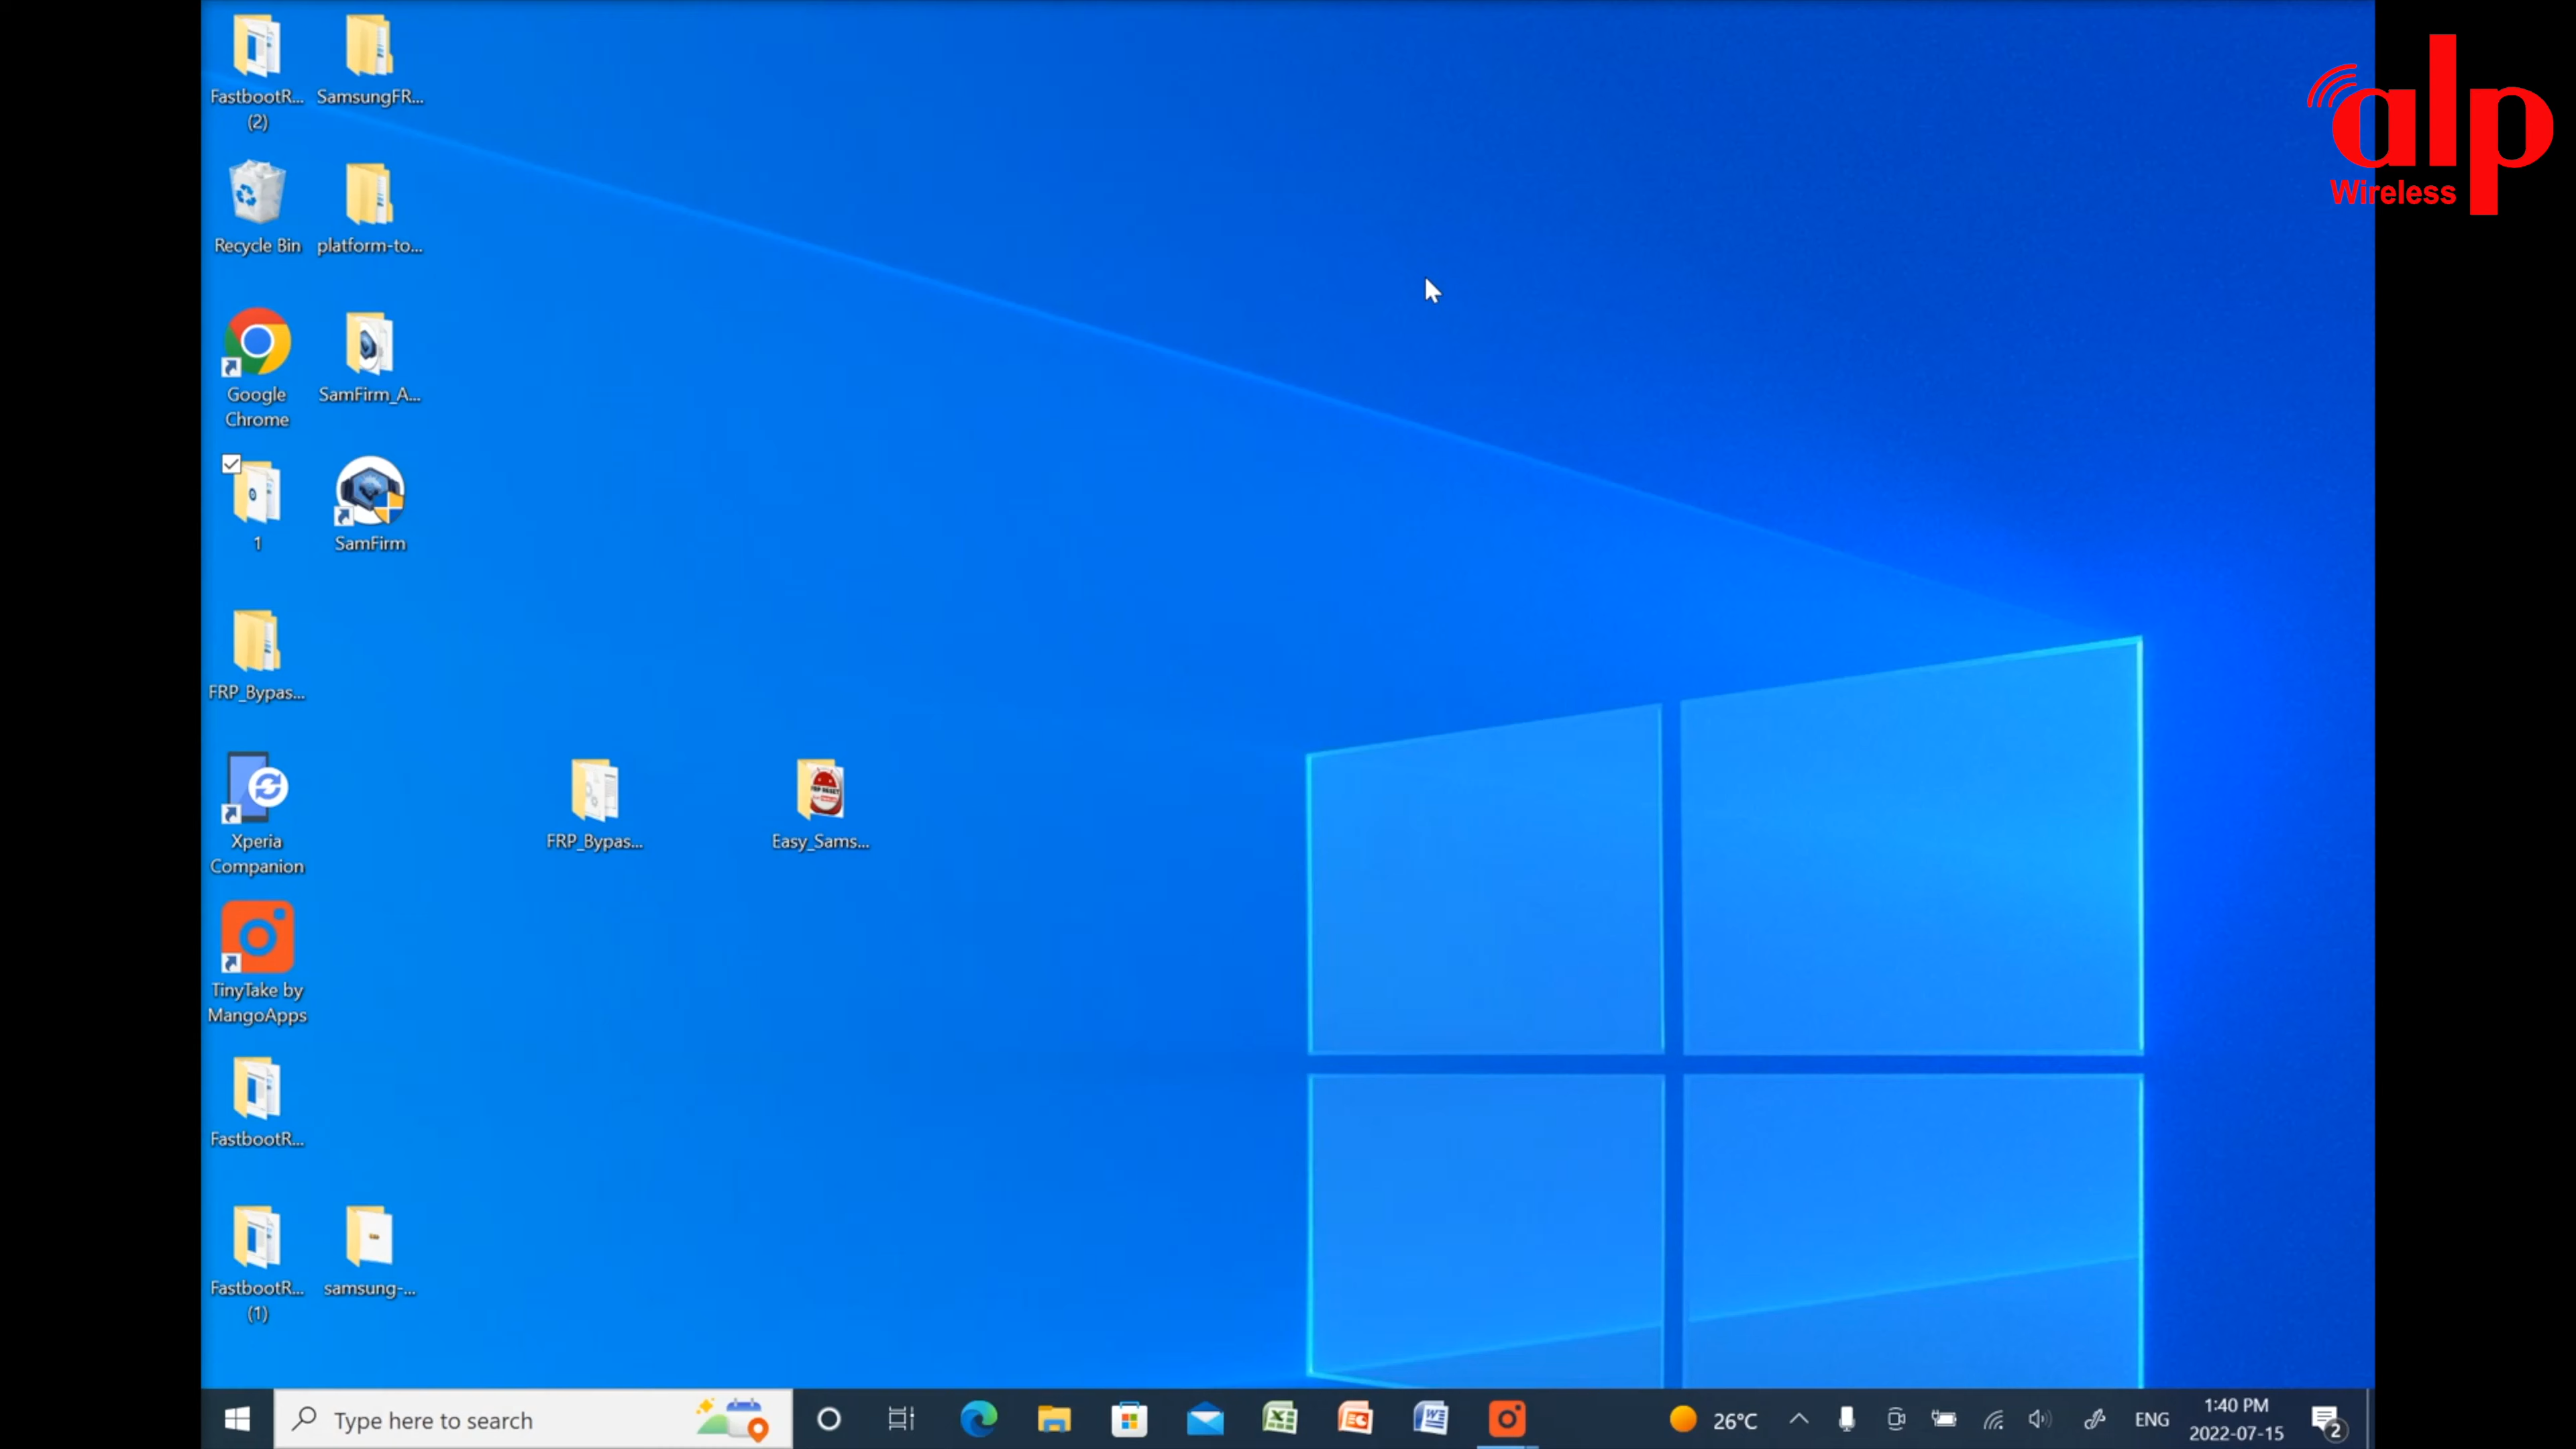 FastbootR...
(2)
SamsungFR...
alp
Wireless
Recycle Bin
platform-to...
Google
Chrome
SamFirm_A...
1
SamFirm
FRP_Bypas...
Xperia
Companion
FRP_Bypas...
Easy_Sams...
TinyTake by
MangoApps
FastbootR...
FastbootR...
(1)
samsung-...
Type here to search
26°C
ENG
1:40 PM
2022-07-15
2